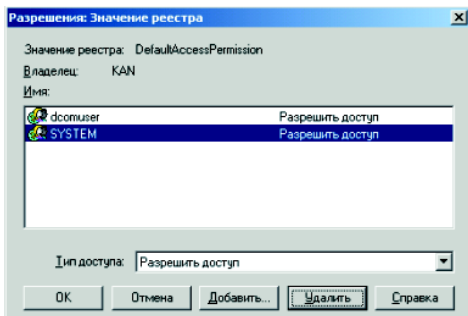 Разрешения: Значение реестра
Значение реестра: DefaultAccessPermission
Владелец: KAN
Имя:
dcomuser Разрешить доступ
SYSTEM Разрешить доступ
Тип доступа: Разрешить доступ
OK Отмена Добавить... Удалить Справка